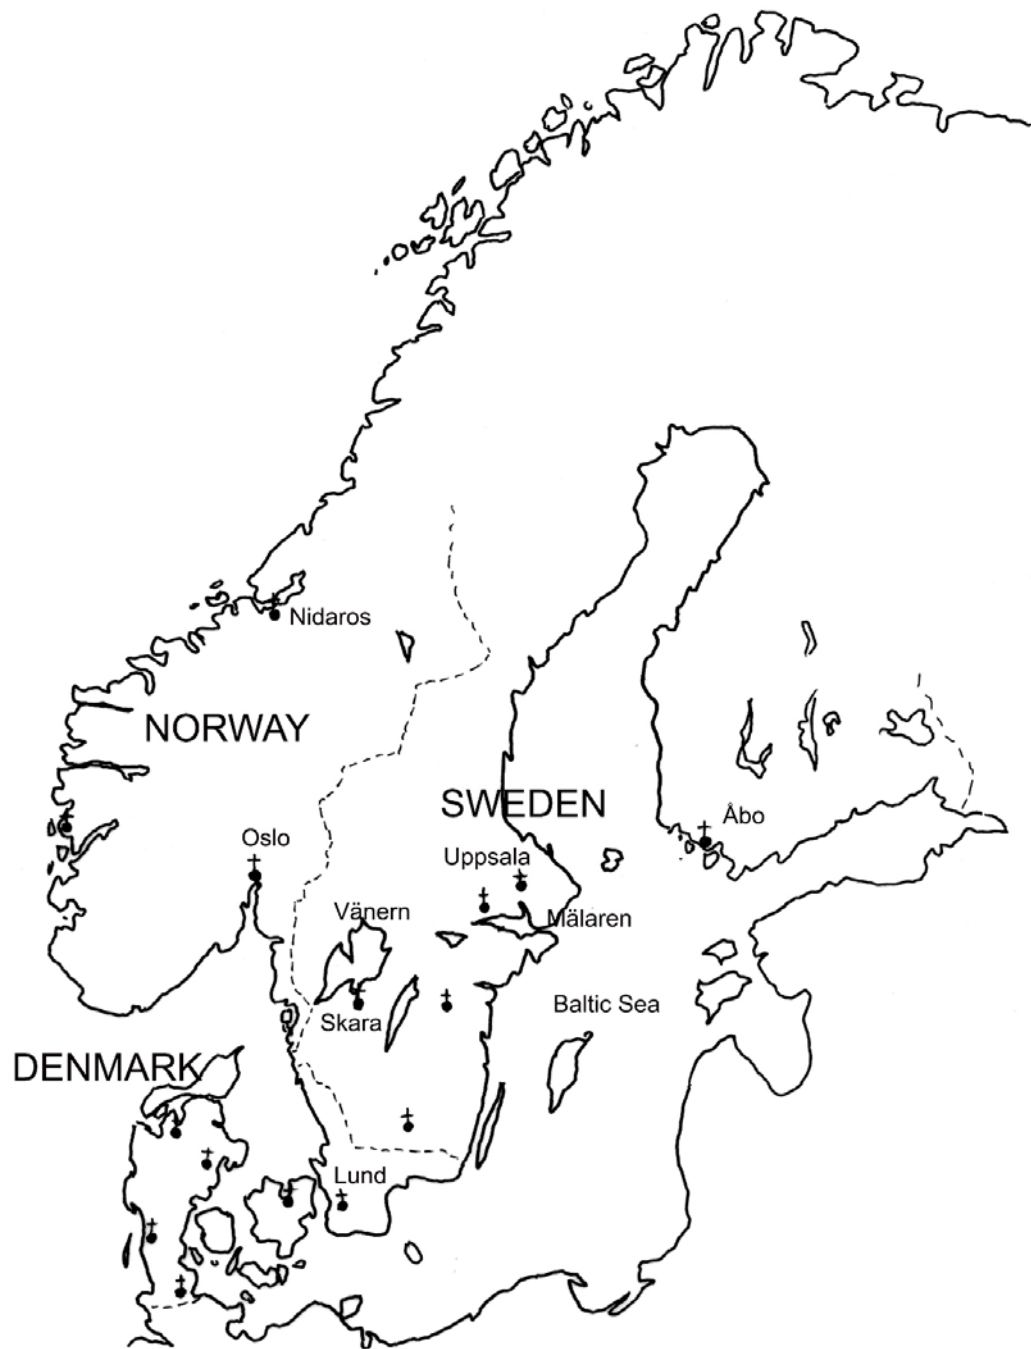 Nidaros
NORWAY
SWEDEN
Åbo
Oslo
Uppsala
Vänern
Mälaren
Baltic Sea
Skara
DENMARK
Lund